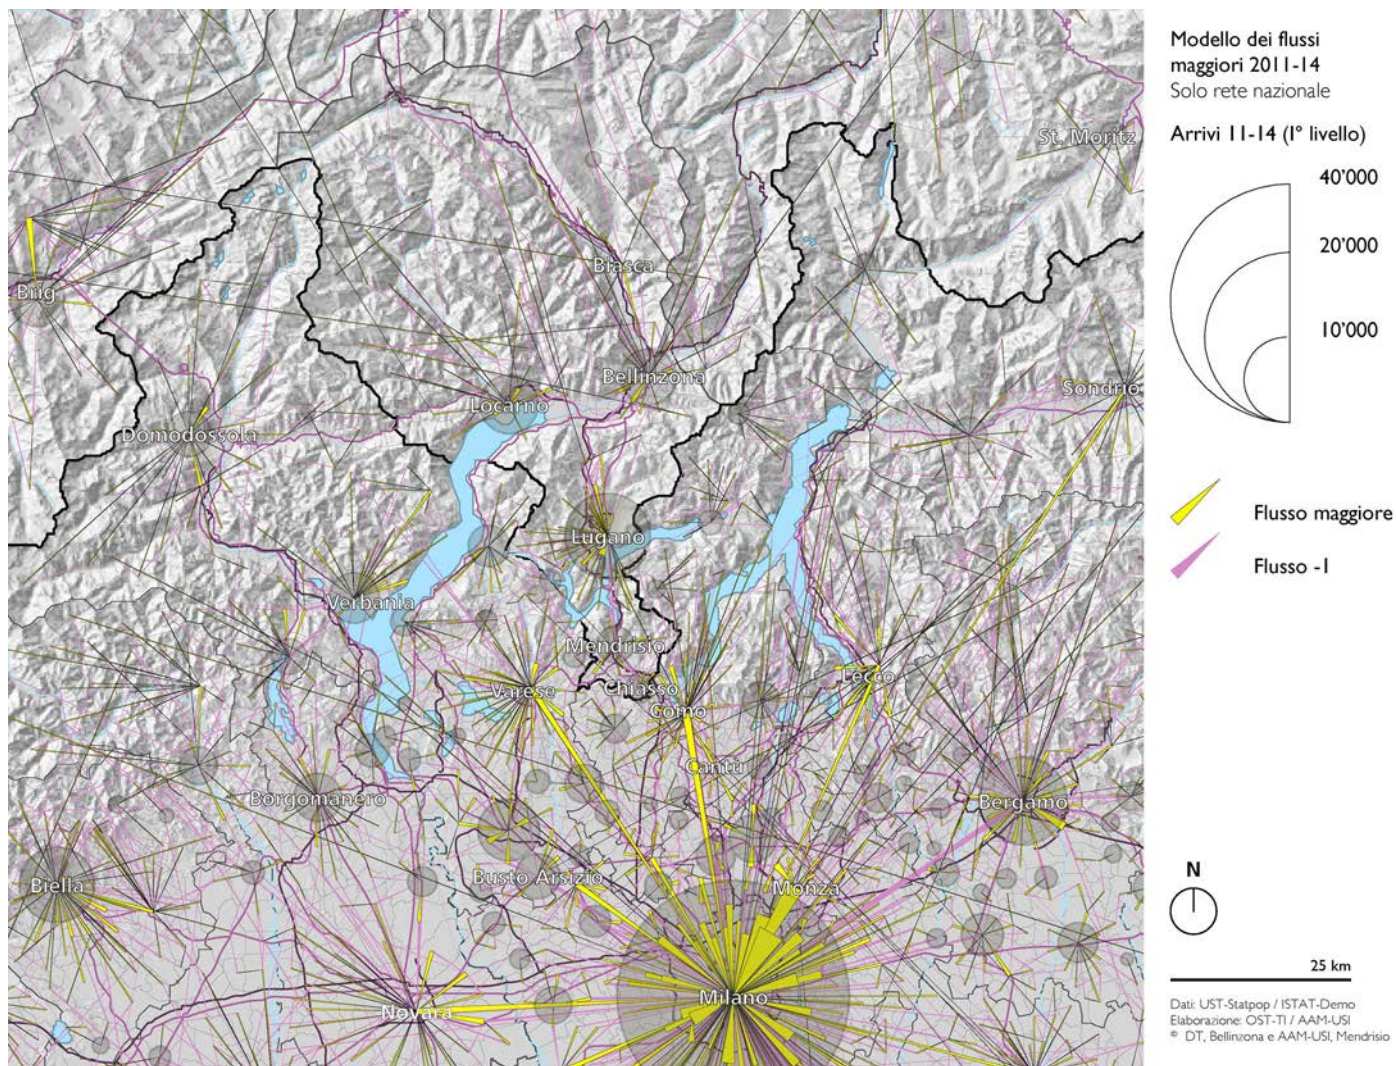 Modello dei flussi
maggiori 2011-14
Solo rete nazionale
Arrivi 11-14 (I° livello)
40'000
20'000
10'000
Flusso maggiore
Flusso -1
N
25 km
Dati: UST-Statpop / ISTAT-Demo
Elaborazione: OST-TI / AAM-USI
© DT, Bellinzona e AAM-USI, Mendrisio
St. Moritz
Biasca
Brig
Bellinzona
Sondrio
Locarno
Domodossola
Lugano
Verbania
Mendrisio
Lecco
Varese
Chiasso
Como
Cantù
Borgomanero
Bergamo
Busto Arsizio
Biella
Monza
Milano
Novara